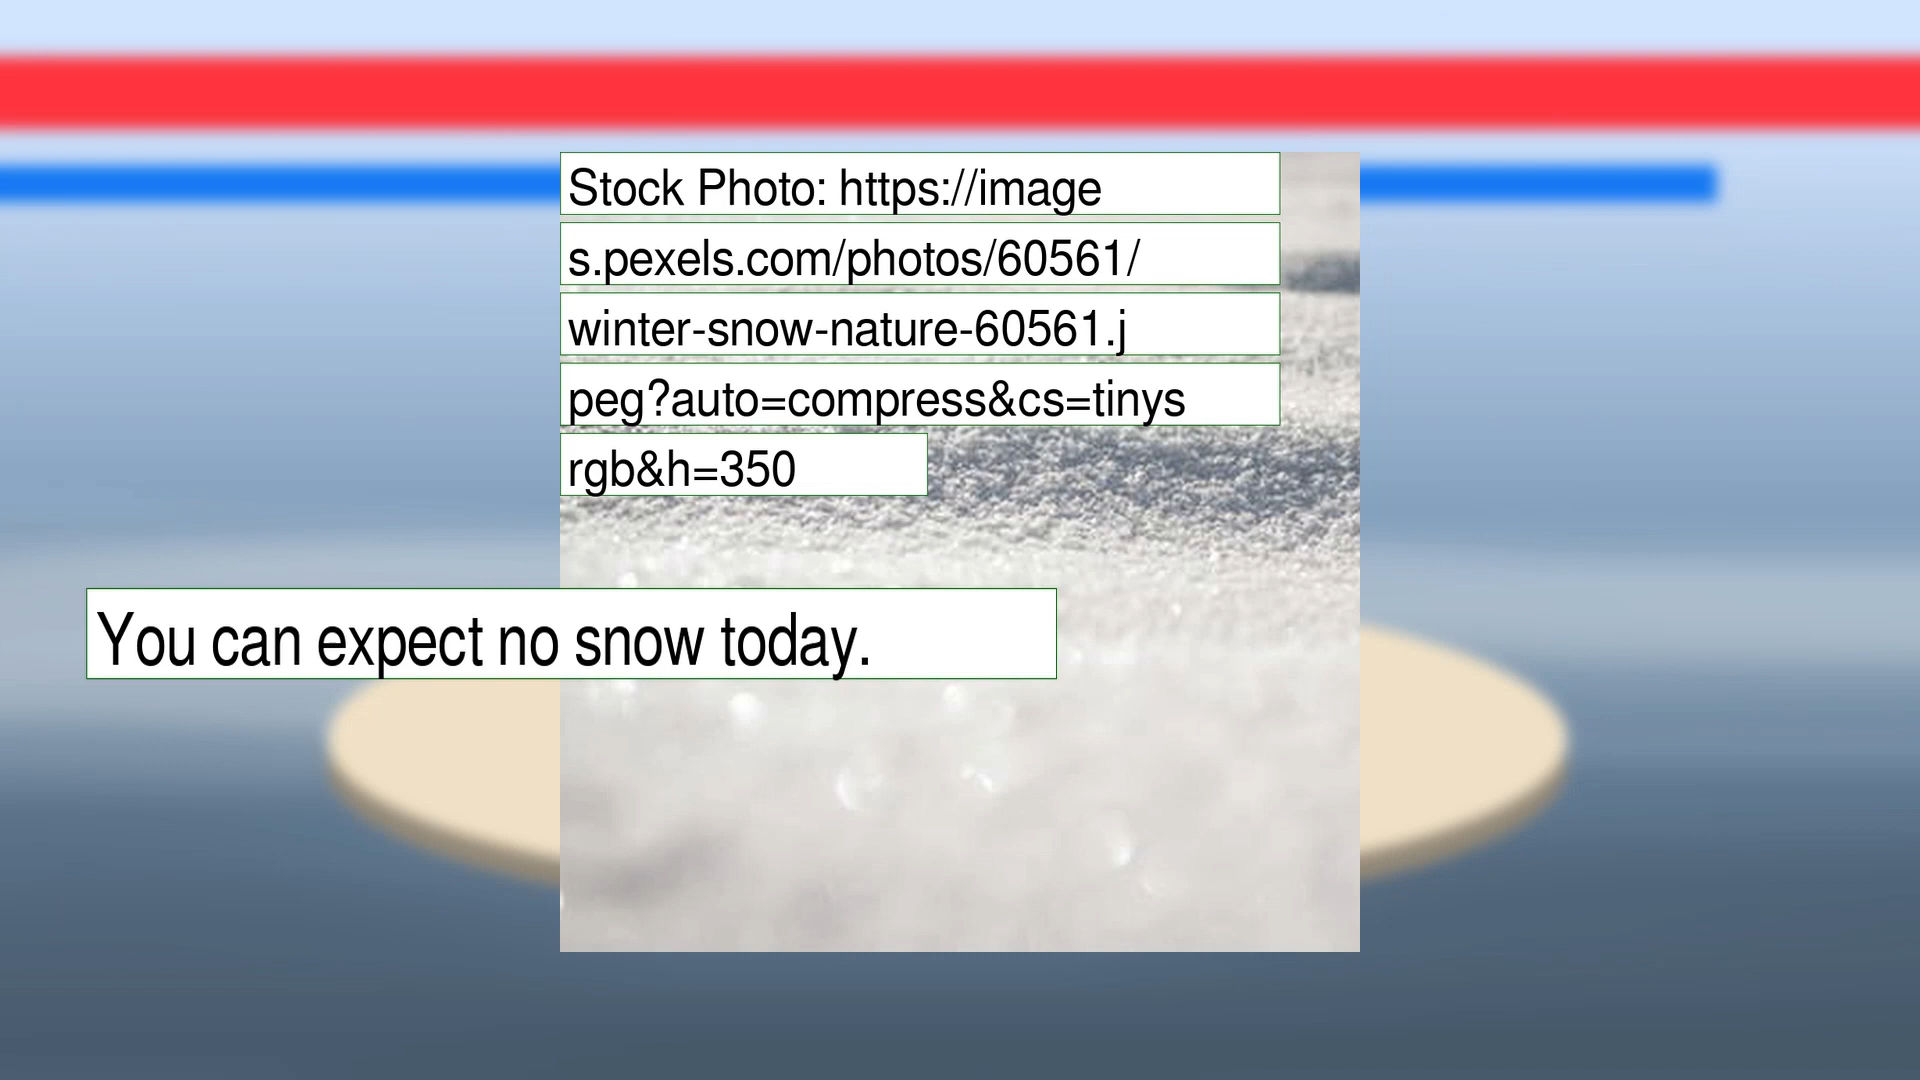 Stock Photo: https://image
s.pexels.com/photos/60561/
winter-snow-nature-60561.j
peg?auto=compress&cs=tinys
rgb&h=350
You can expect no snow today.